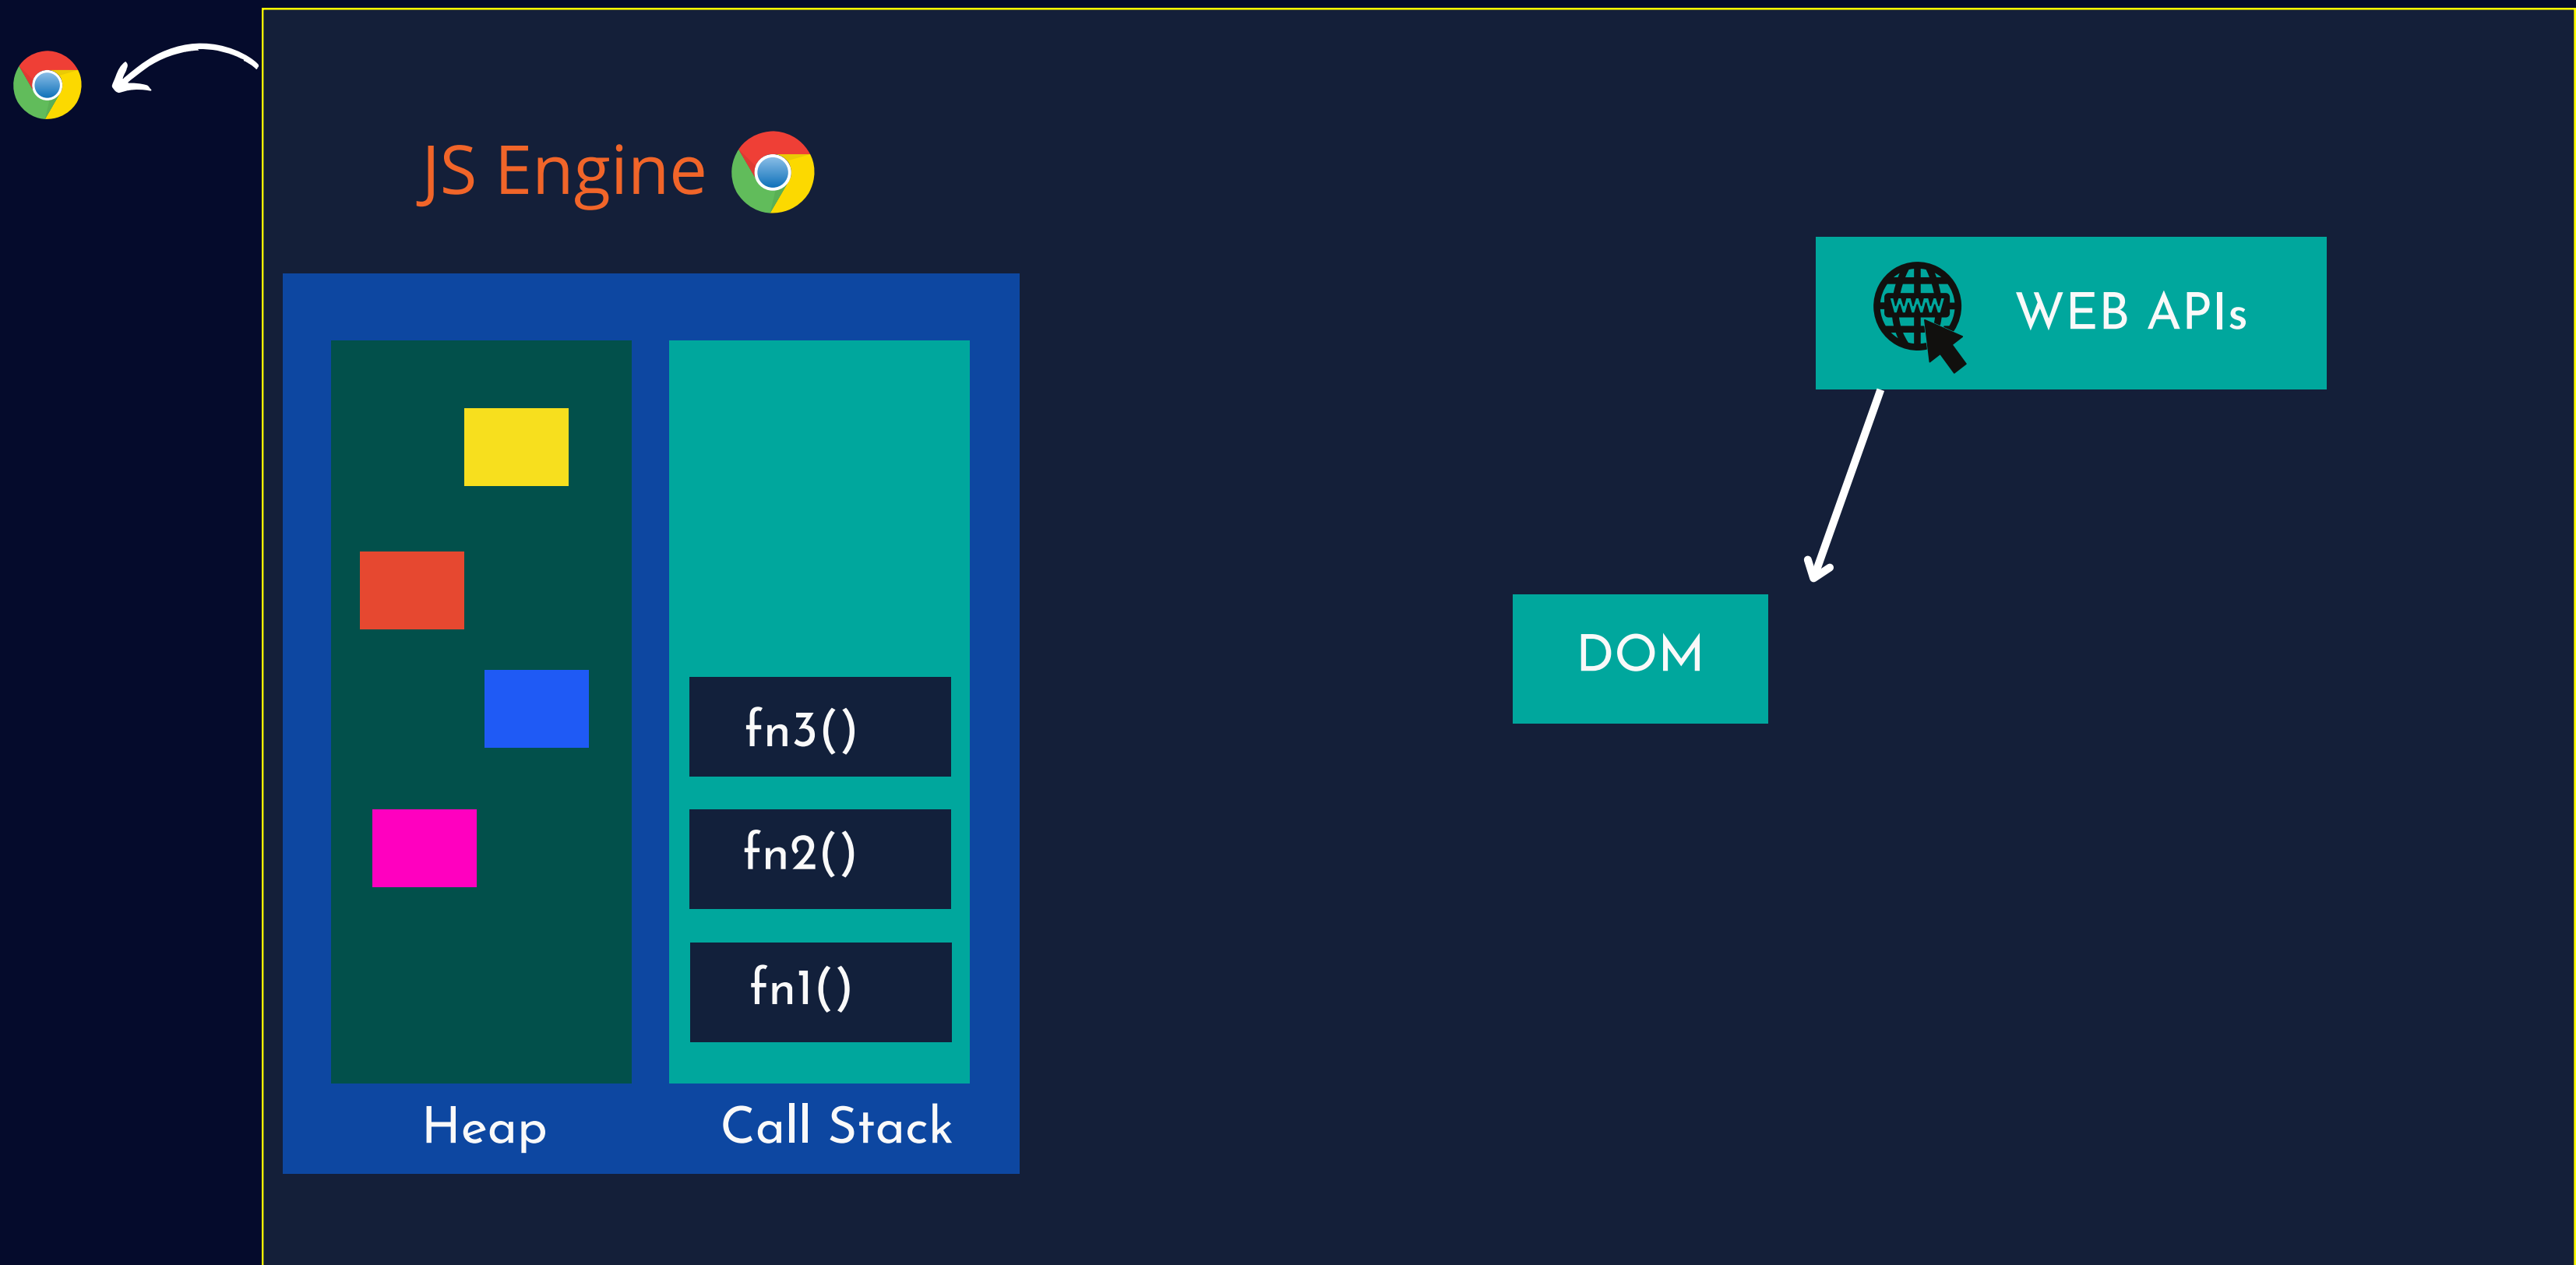 JS Engine
WWW
WEB APIs
DOM
fn3()
fn2()
fn1()
Heap
Call Stack